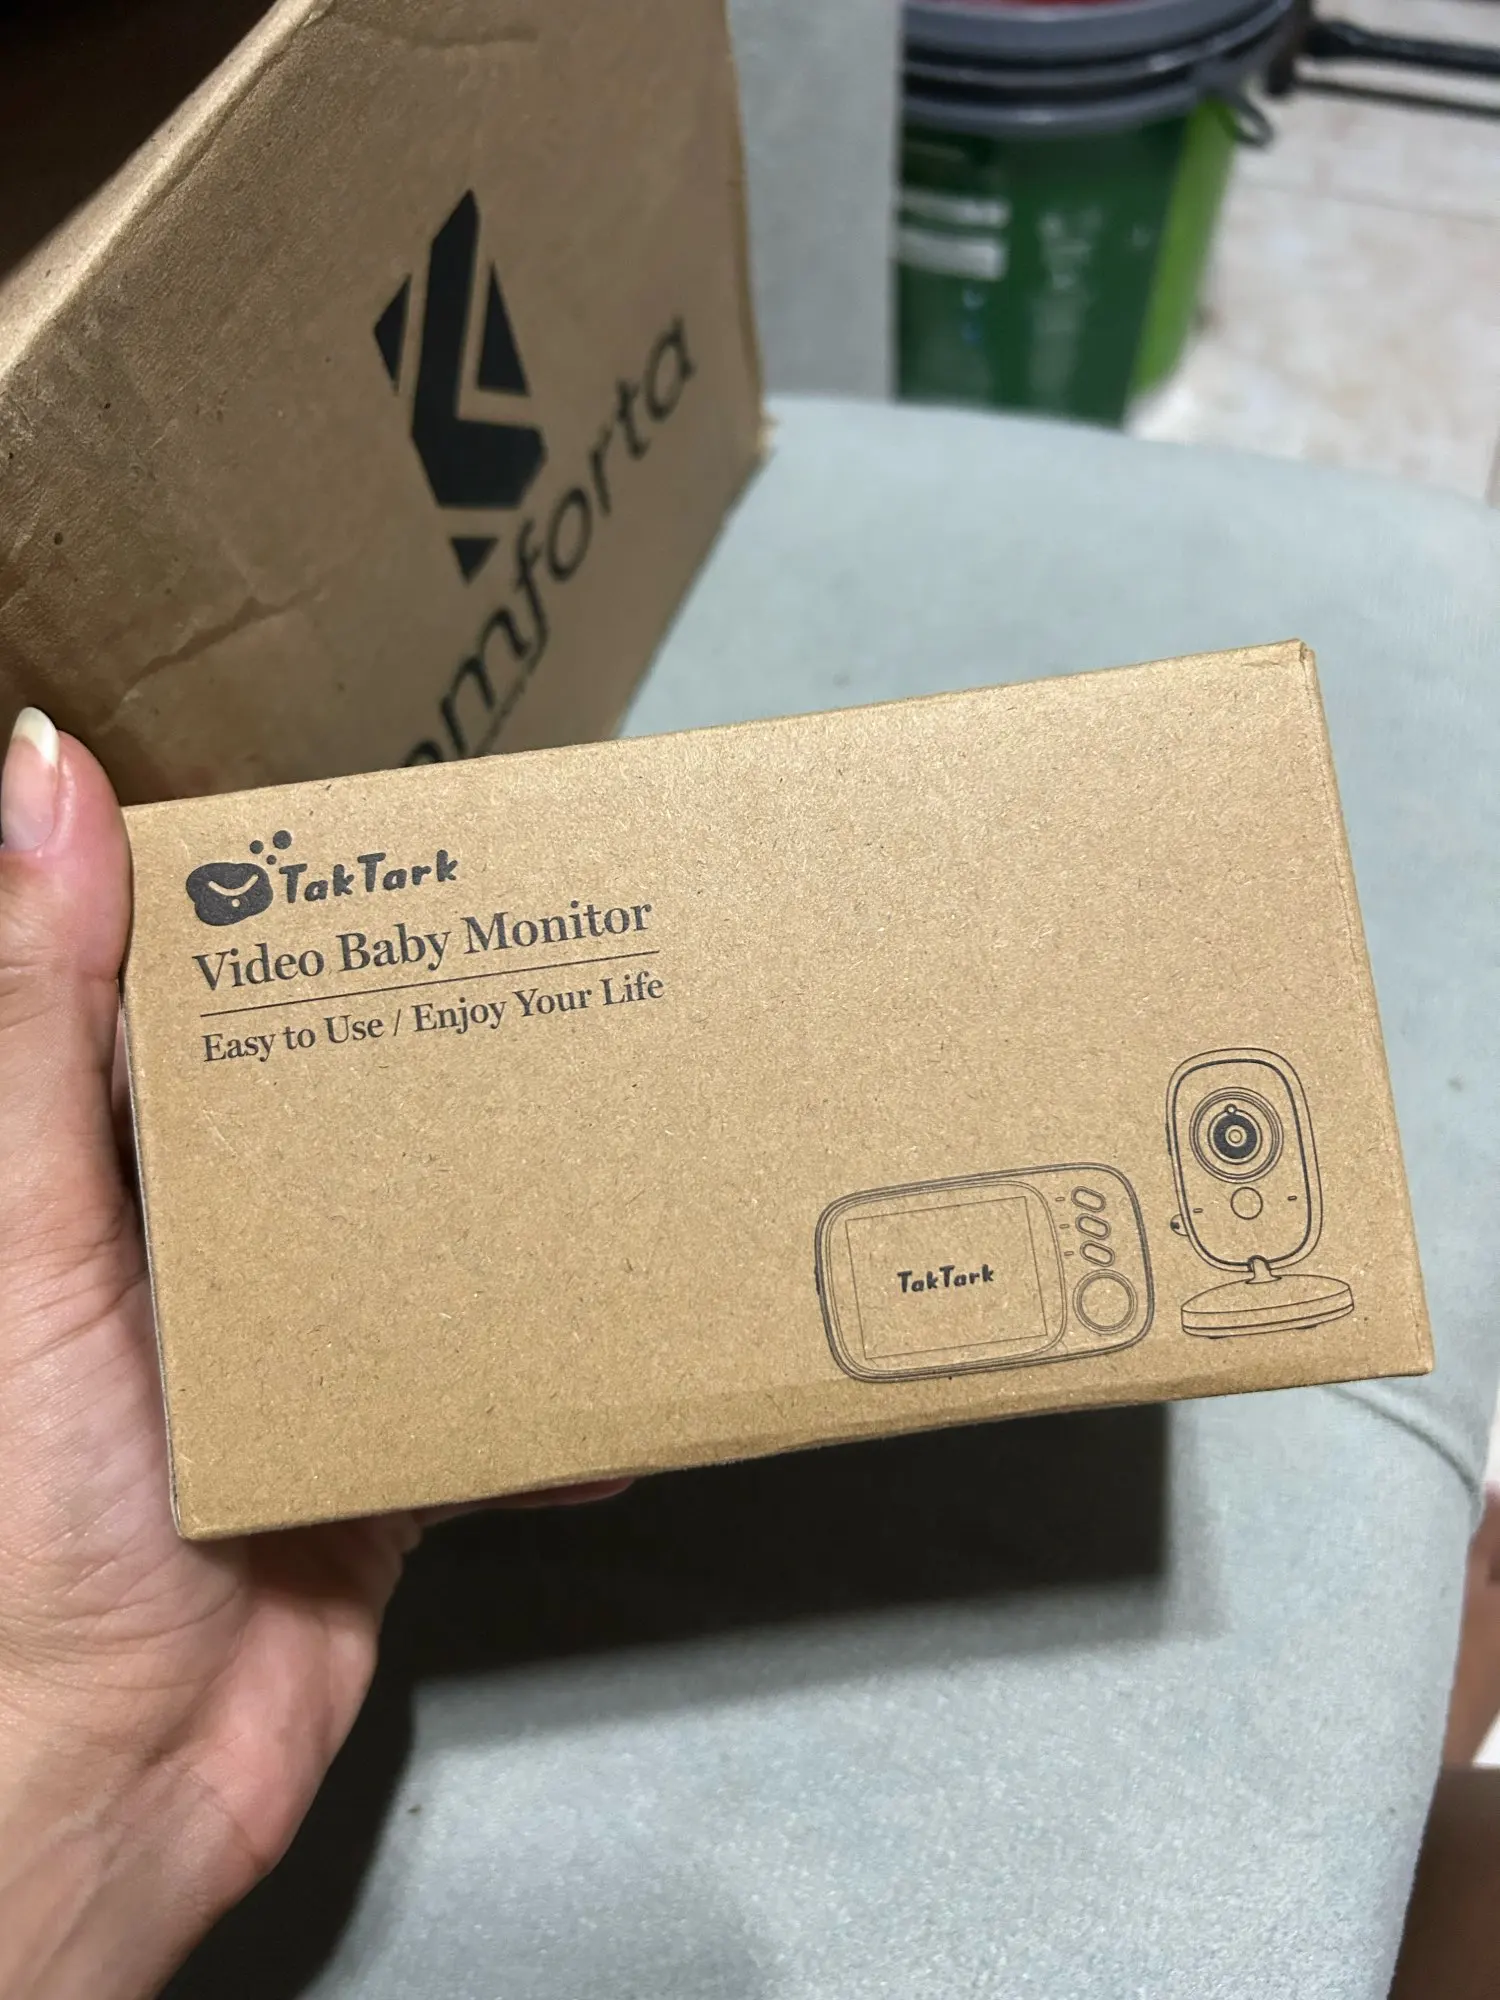 TakTark
Video Baby Monitor
Easy to Use / Enjoy Your Life
TakTark